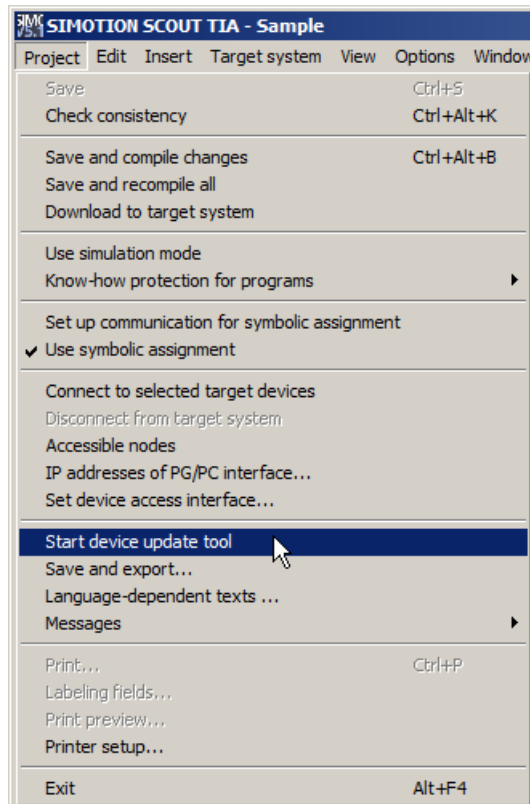 SIMOTION SCOUT TIA - Sample
V5.1
Project Edit Insert Target system View Options Window
Save Ctrl+S
Check consistency Ctrl+Alt+K
Save and compile changes Ctrl+Alt+B
Save and recompile all
Download to target system
Use simulation mode
Know-how protection for programs
Set up communication for symbolic assignment
Use symbolic assignment
Connect to selected target devices
Disconnect from target system
Accessible nodes
IP addresses of PG/PC interface...
Set device access interface...
Start device update tool
Save and export...
Language-dependent texts ...
Messages
Print... Ctrl+P
Labeling fields...
Print preview...
Printer setup...
Exit Alt+F4